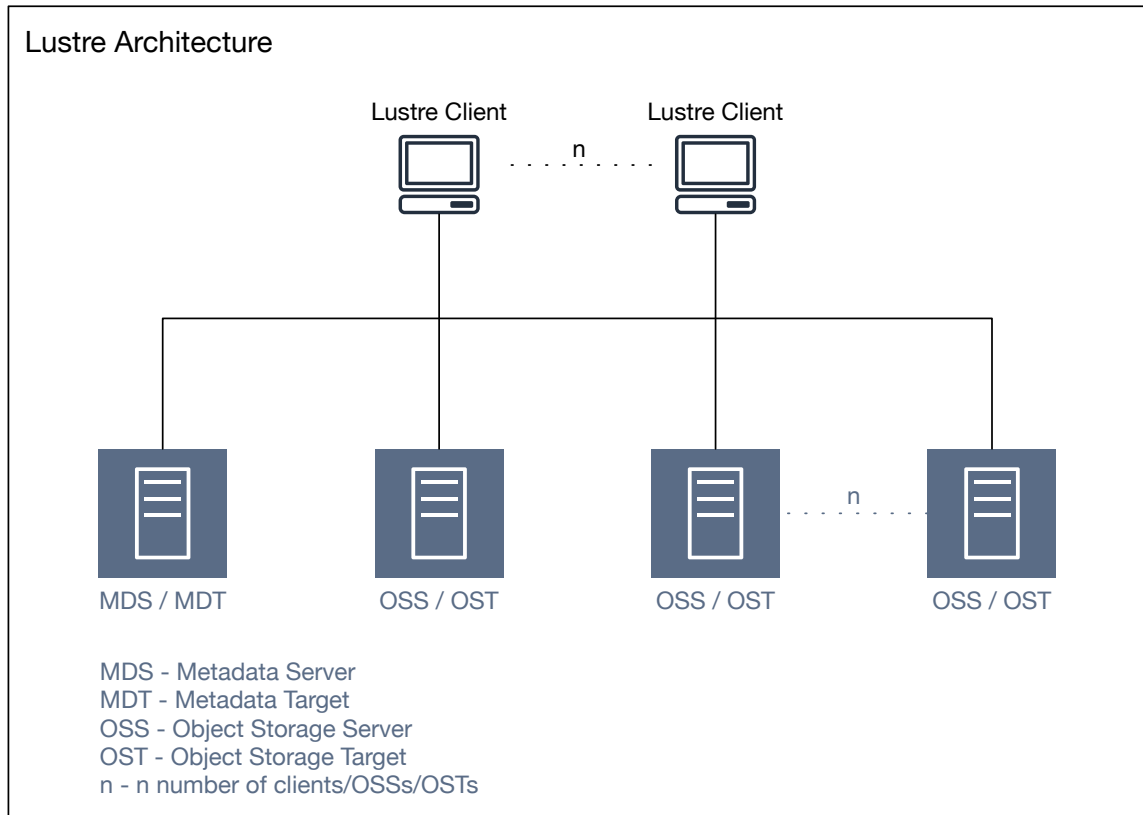 Lustre Architecture
Lustre Client
Lustre Client
n
n
MDS / MDT
OSS / OST
OSS / OST
OSS / OST
MDS - Metadata Server
MDT - Metadata Target
OSS - Object Storage Server
OST - Object Storage Target
n - n number of clients/OSSs/OSTs